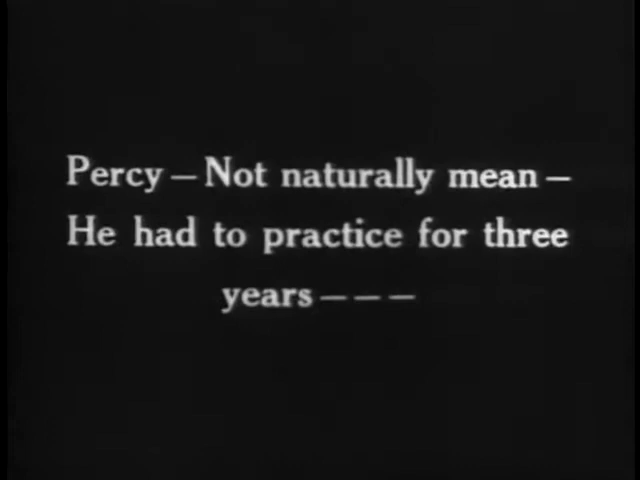 Percy — Not naturally mean —
He had to practice for three
years — — —